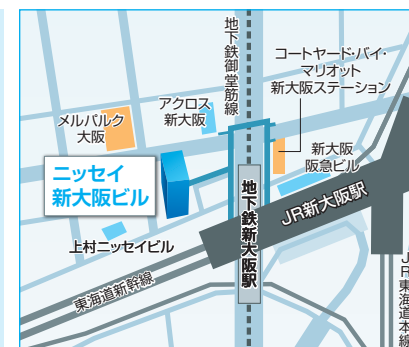 地下鉄御堂筋線
コートヤード・バイ・
マリオット
新大阪ステーション
アクロス
新大阪
メルパルク
大阪
新大阪
阪急ビル
ニッセイ
新大阪ビル
地下鉄新大阪駅
JR新大阪駅
上村ニッセイビル
東海道新幹線
JR東海道本線